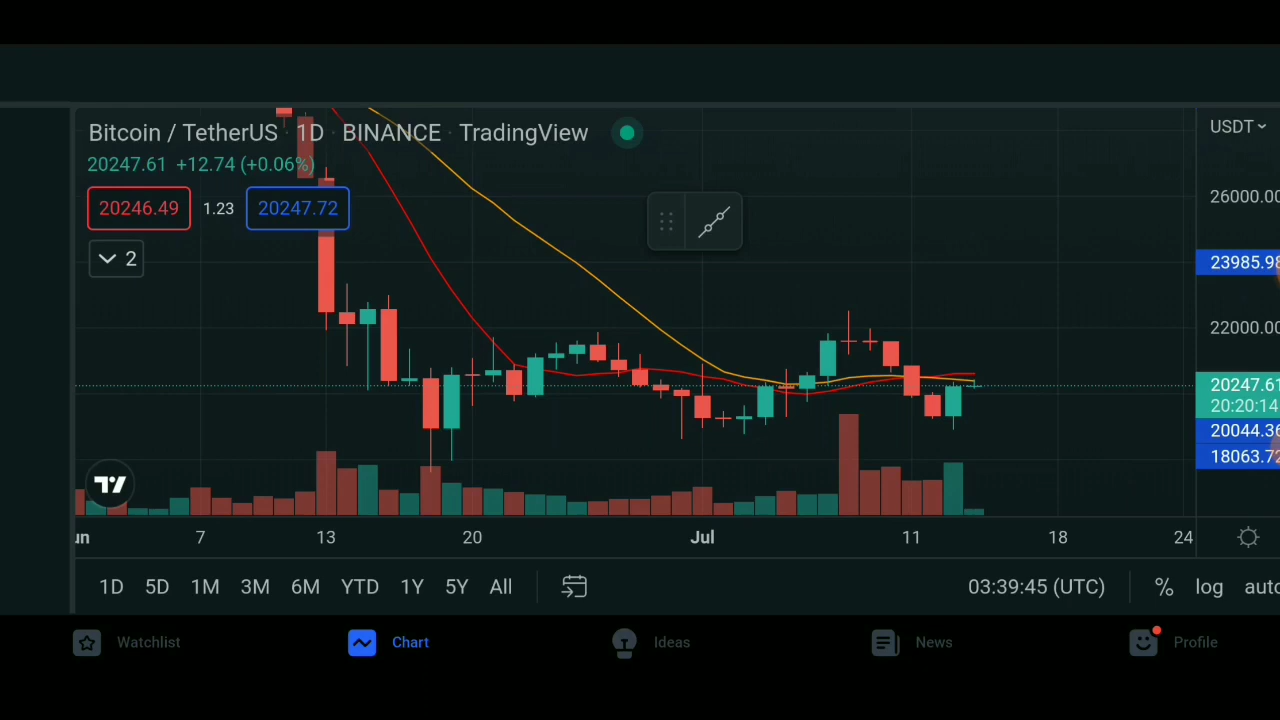 Bitcoin / TetherUS · 1D · BINANCE · TradingView
20247.61 +12.74 (+0.06%)
20246.49 1.23 20247.72
2
USDT
26000.00
23985.98
22000.00
20247.61
20:20:14
20044.36
18063.72
un 7 13 20 Jul 11 18 24
1D 5D 1M 3M 6M YTD 1Y 5Y All 03:39:45 (UTC) % log auto
Watchlist Chart Ideas News Profile